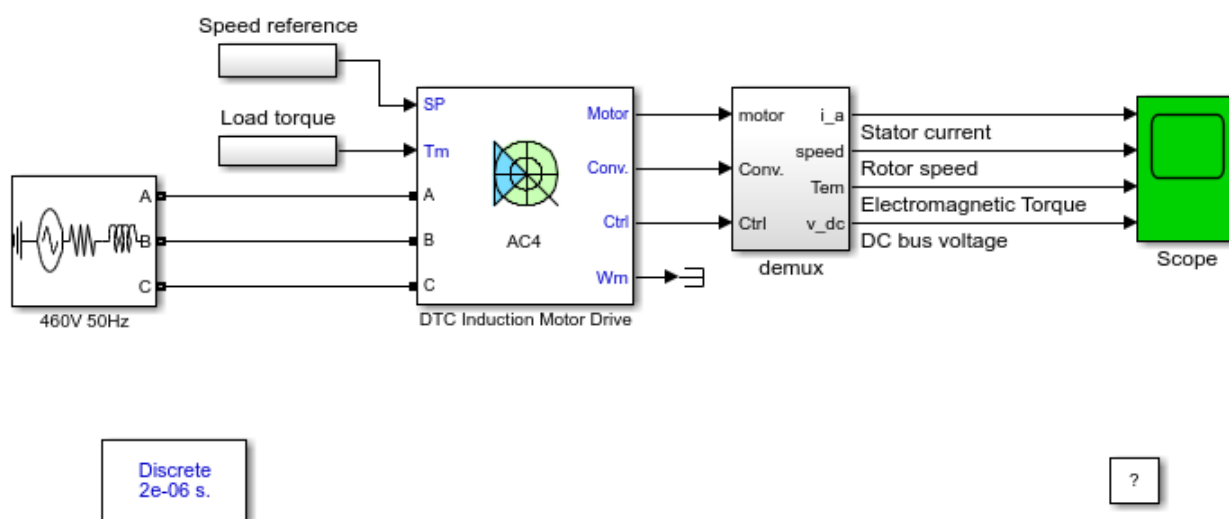 Speed reference
Load torque
A
B
C
460V 50Hz
SP
Tm
A
B
C
AC4
Motor
Conv.
Ctrl
Wm
DTC Induction Motor Drive
motor
Conv.
Ctrl
i_a
speed
Tem
v_dc
demux
Stator current
Rotor speed
Electromagnetic Torque
DC bus voltage
Scope
Discrete
2e-06 s.
?